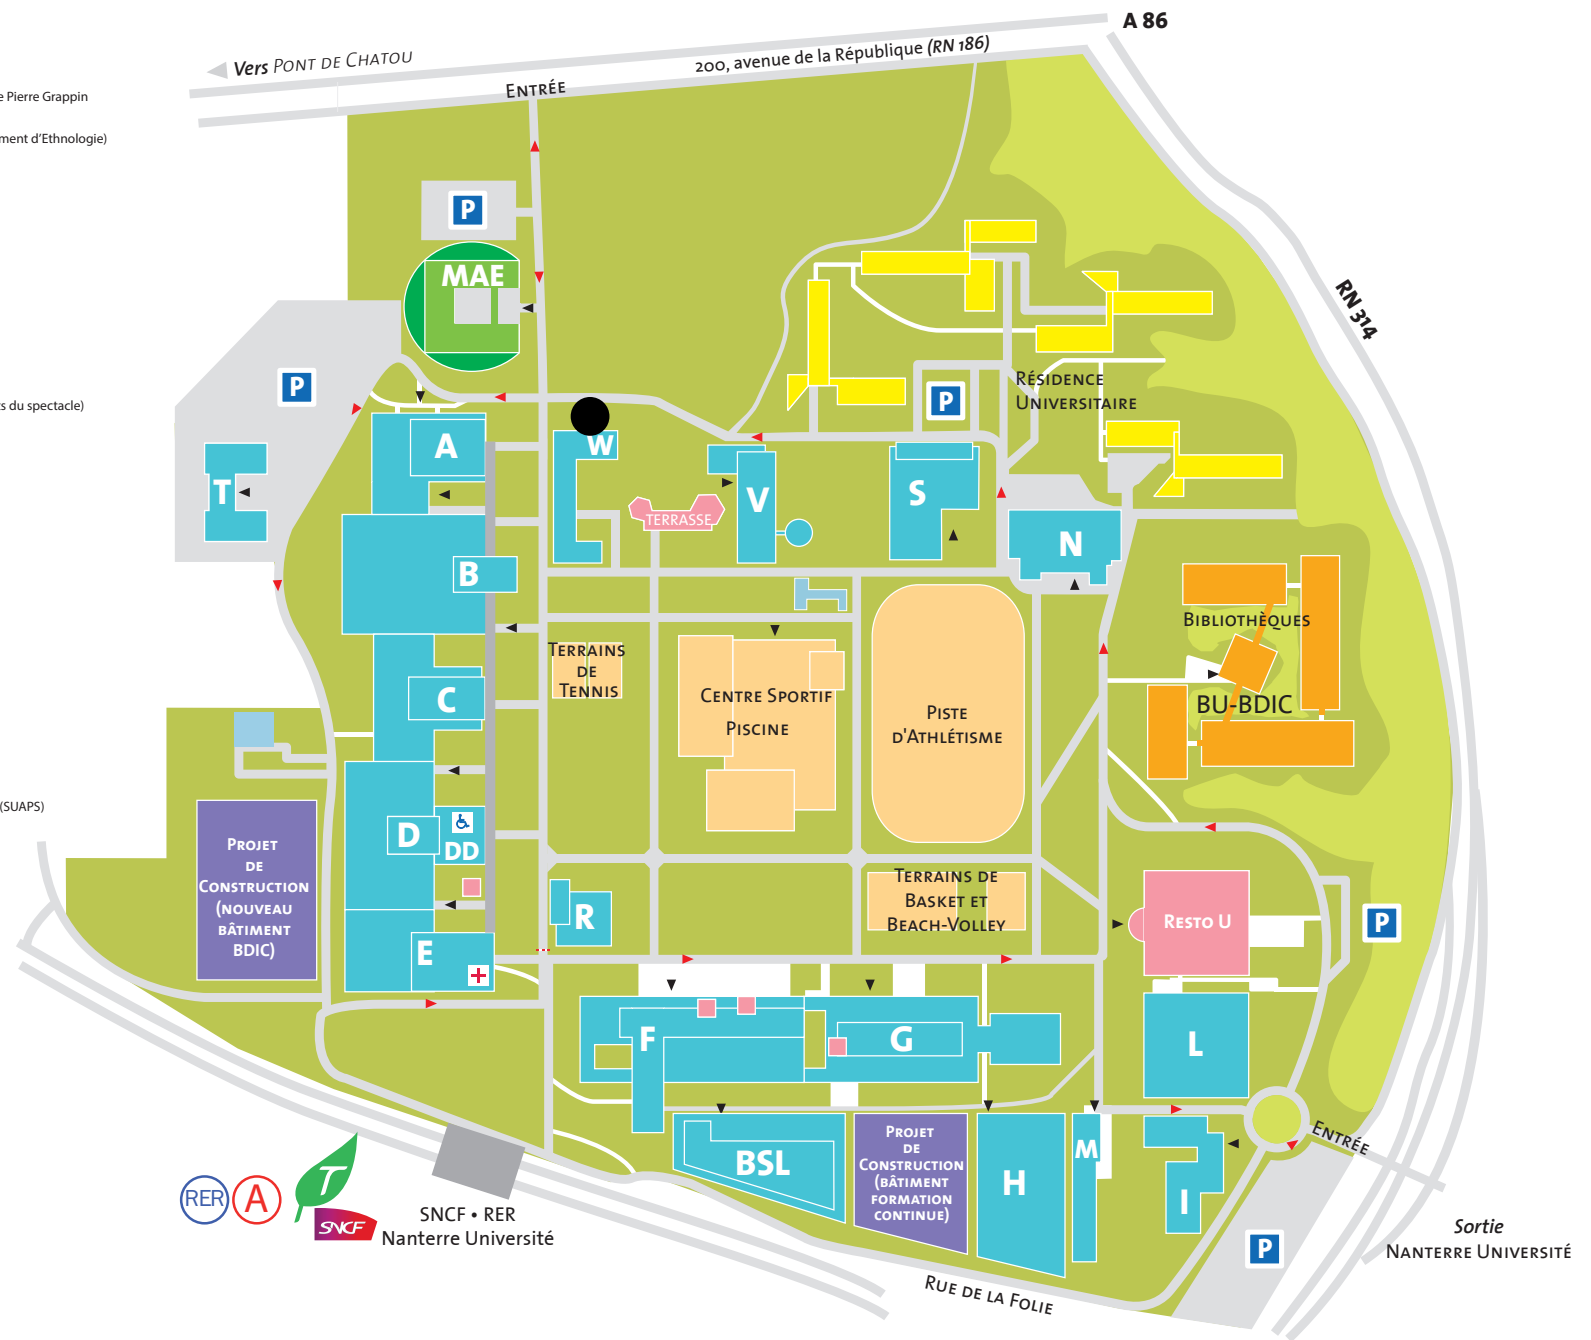 A 86
Vers PONT DE CHATOU
200, avenue de la République (RN 186)
ENTRÉE
e Pierre Grappin
ment d'Ethnologie)
P
MAE
RN 314
P
RÉSIDENCE
UNIVERSITAIRE
P
s du spectacle)
A
W
T
V
S
TERRASSE
N
B
BIBLIOTHÈQUES
TERRAINS
DE
TENNIS
C
CENTRE SPORTIF
PISCINE
PISTE
D'ATHLÉTISME
BU-BDIC
(SUAPS)
D
DD
PROJET
DE
CONSTRUCTION
(NOUVEAU
BÂTIMENT
BDIC)
TERRAINS DE
BASKET ET
BEACH-VOLLEY
R
RESTO U
P
E
F
G
L
BSL
PROJET
DE
CONSTRUCTION
(BÂTIMENT
FORMATION
CONTINUE)
H
M
I
ENTRÉE
RER
A
T
SNCF
SNCF • RER
Nanterre Université
P
Sortie
NANTERRE UNIVERSITÉ
RUE DE LA FOLIE